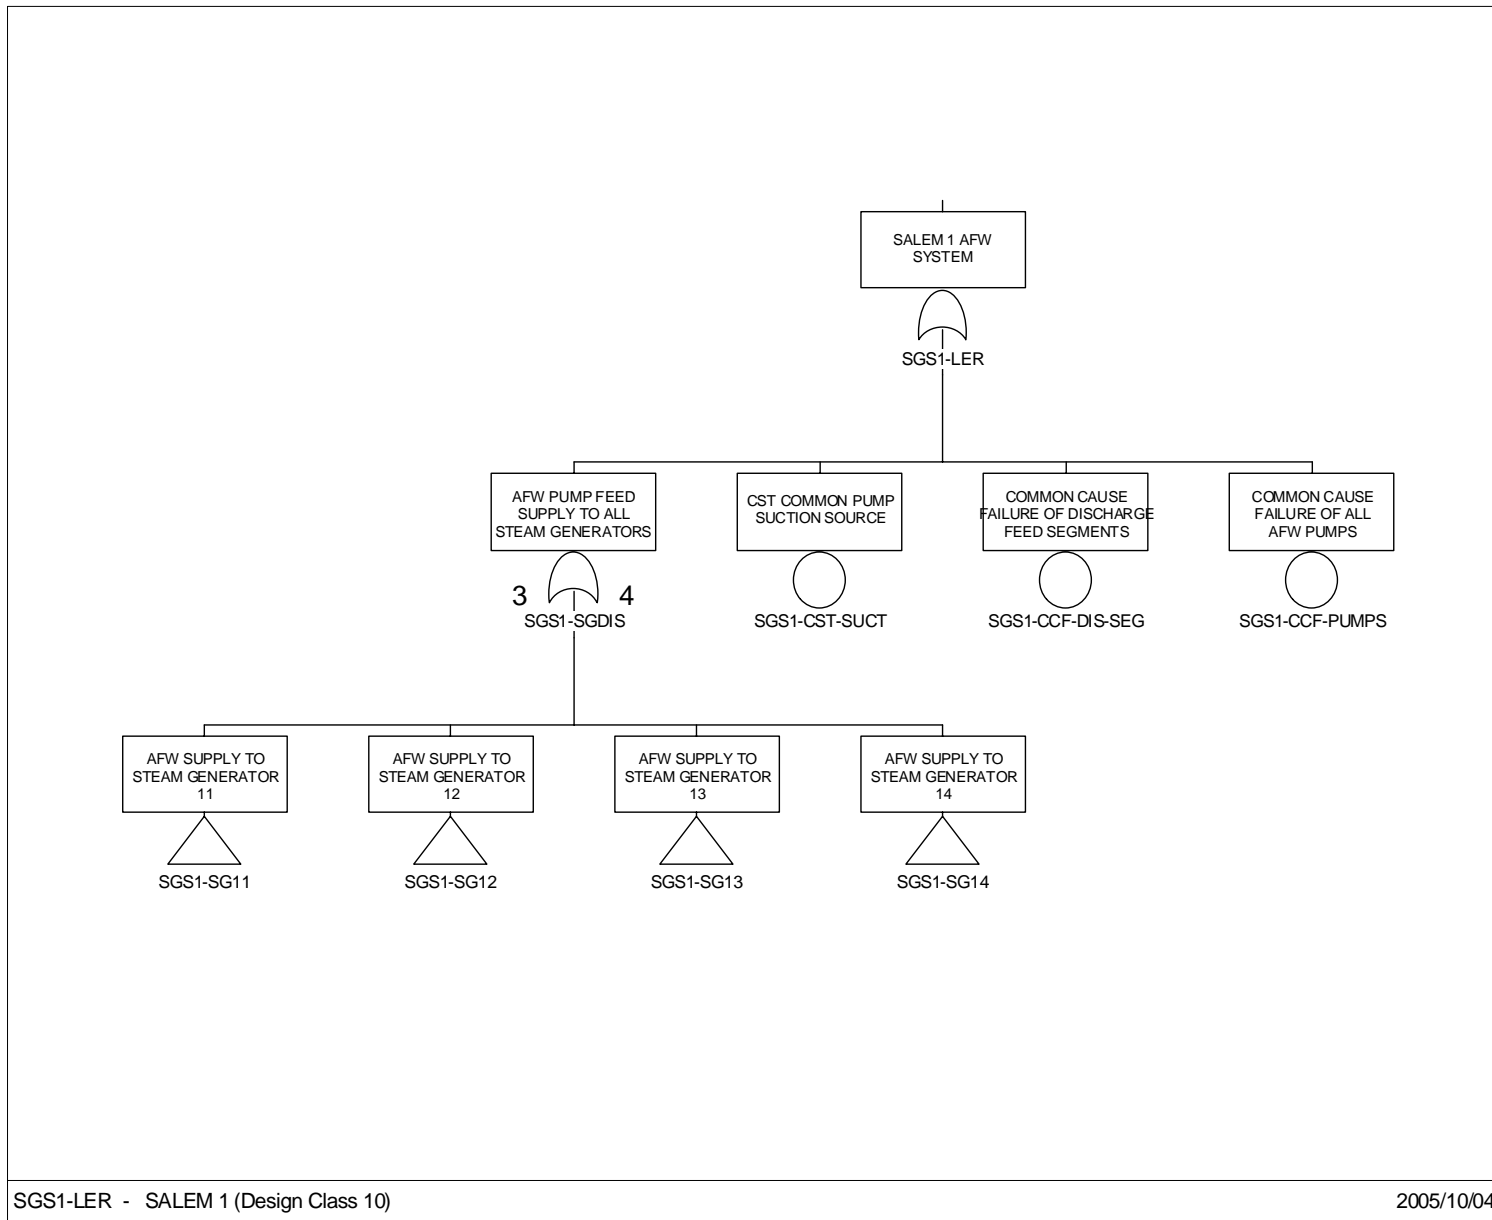 SALEM 1 AFW
SYSTEM
SGS1-LER
AFW PUMP FEED
SUPPLY TO ALL
STEAM GENERATORS
3 4
SGS1-SGDIS
CST COMMON PUMP
SUCTION SOURCE
SGS1-CST-SUCT
COMMON CAUSE
FAILURE OF DISCHARGE
FEED SEGMENTS
SGS1-CCF-DIS-SEG
COMMON CAUSE
FAILURE OF ALL
AFW PUMPS
SGS1-CCF-PUMPS
AFW SUPPLY TO
STEAM GENERATOR
11
SGS1-SG11
AFW SUPPLY TO
STEAM GENERATOR
12
SGS1-SG12
AFW SUPPLY TO
STEAM GENERATOR
13
SGS1-SG13
AFW SUPPLY TO
STEAM GENERATOR
14
SGS1-SG14
SGS1-LER - SALEM 1 (Design Class 10)
2005/10/04